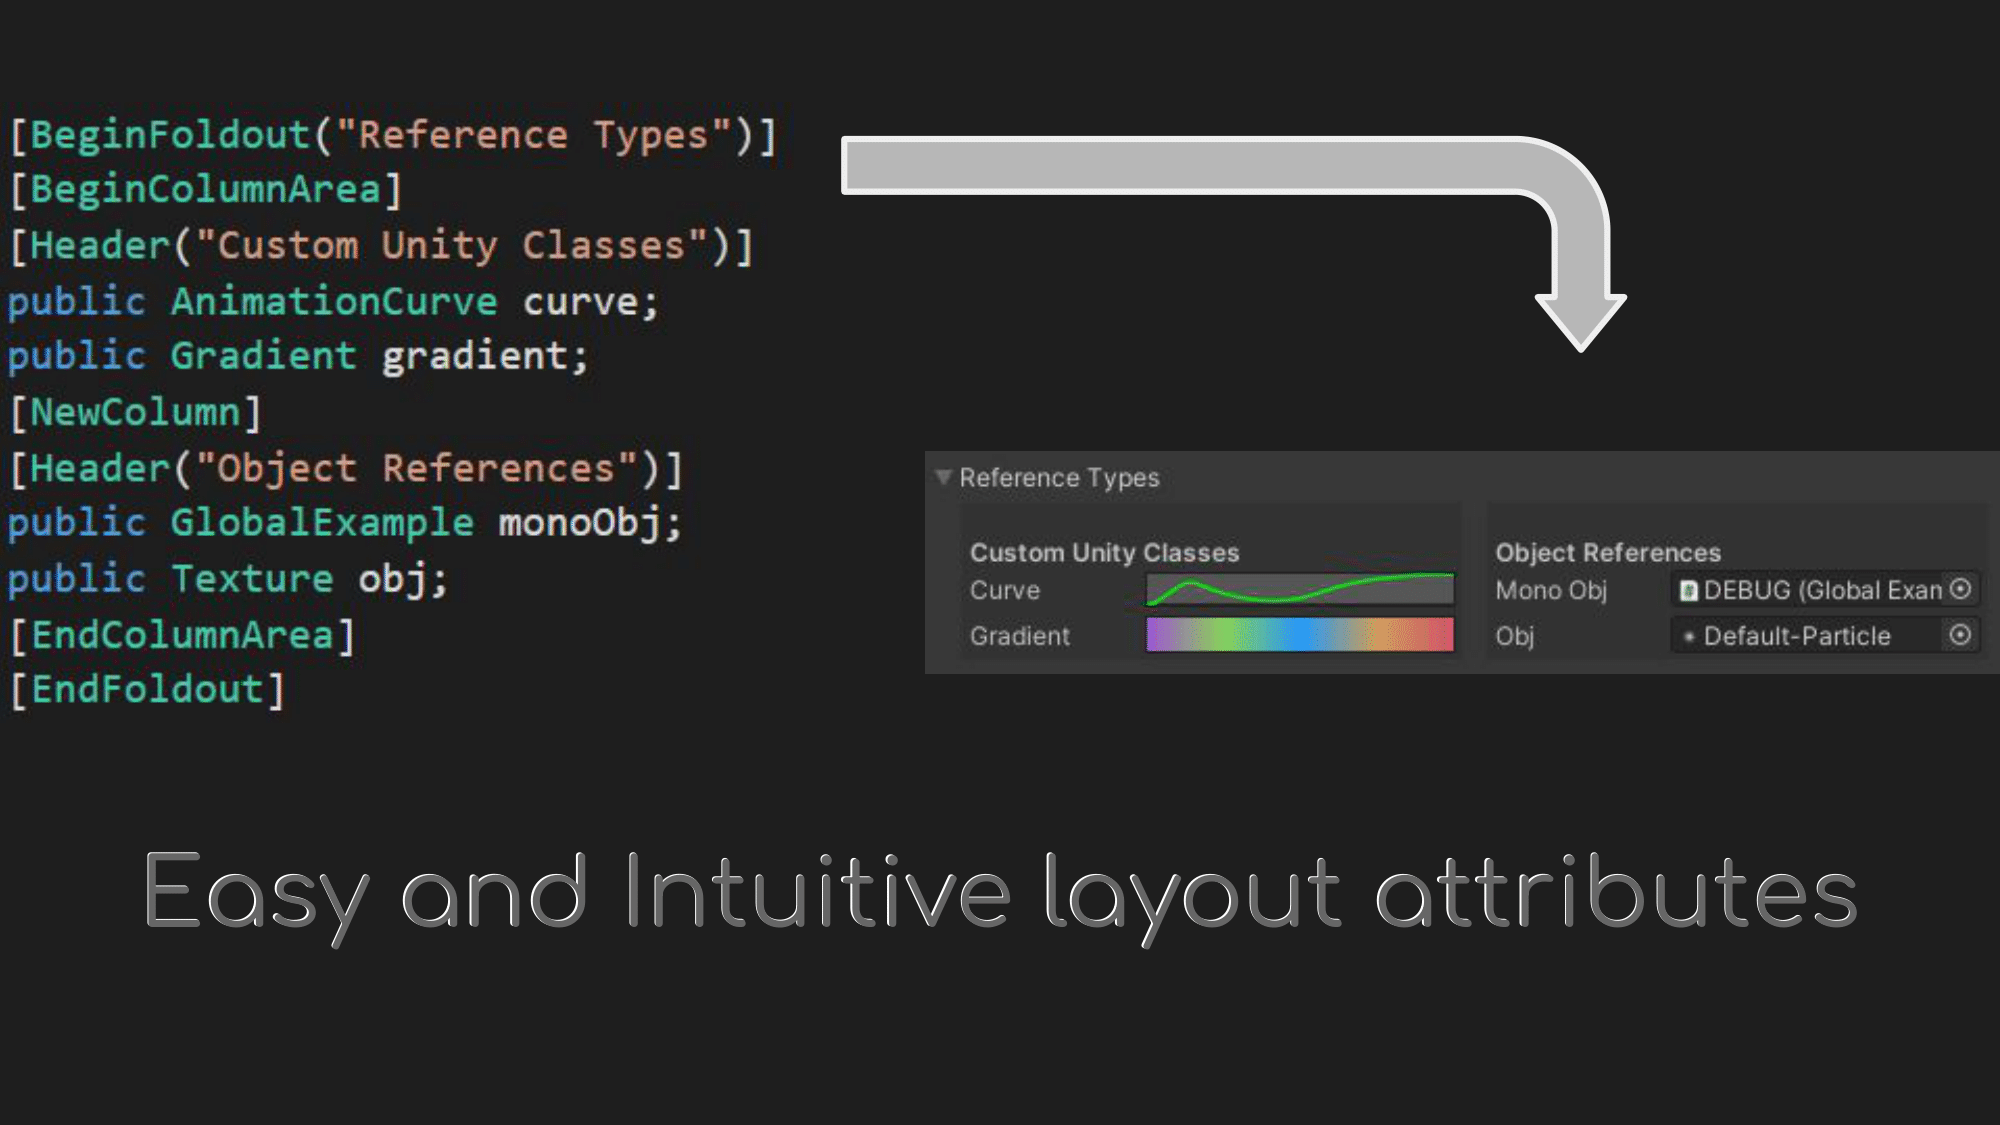 [BeginFoldout("Reference Types")]
[BeginColumnArea]
[Header("Custom Unity Classes")]
public AnimationCurve curve;
public Gradient gradient;
[NewColumn]
[Header("Object References")]
public GlobalExample monoObj;
public Texture obj;
[EndColumnArea]
[EndFoldout]
Reference Types
Custom Unity Classes
Curve
Gradient
Object References
Mono Obj DEBUG (Global Exan
Obj Default-Particle
Easy and Intuitive layout attributes